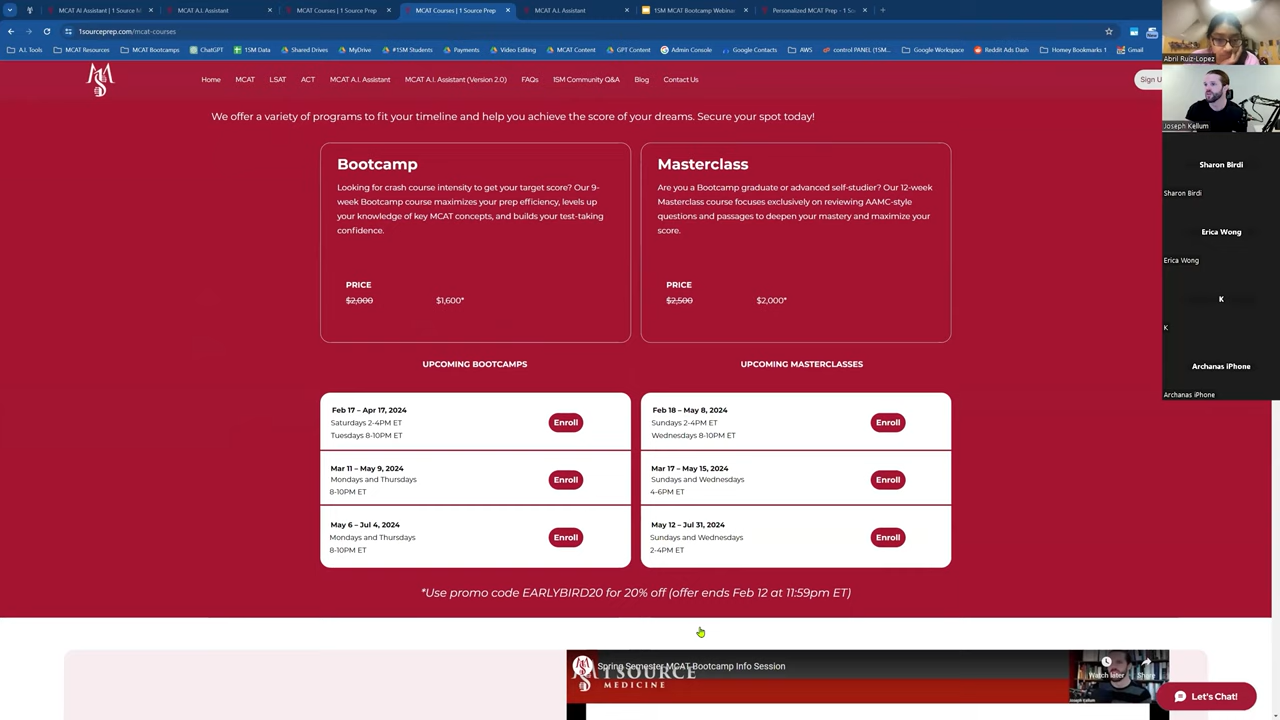 MCAT AI Assistant | 1 Source M
MCAT A.I. Assistant
MCAT Courses | 1 Source Prep
MCAT Courses | 1 Source Prep
MCAT A.I. Assistant
1SM MCAT Bootcamp Webinar
Personalized MCAT Prep - 1 So
1sourceprep.com/mcat-courses
A.I. Tools
MCAT Resources
MCAT Bootcamps
ChatGPT
1SM Data
Shared Drives
MyDrive
#1SM Students
Payments
Video Editing
MCAT Content
GPT Content
Admin Console
Google Contacts
AWS
control PANEL (1SM...
Google Workspace
Reddit Ads Dash
Homey Bookmarks 1
Gmail
Home
MCAT
LSAT
ACT
MCAT A.I. Assistant
MCAT A.I. Assistant (Version 2.0)
FAQs
1SM Community Q&A
Blog
Contact Us
Sign U
We offer a variety of programs to fit your timeline and help you achieve the score of your dreams. Secure your spot today!
Bootcamp
Looking for crash course intensity to get your target score? Our 9-
week Bootcamp course maximizes your prep efficiency, levels up
your knowledge of key MCAT concepts, and builds your test-taking
confidence.
PRICE
$2,000 $1,600*
Masterclass
Are you a Bootcamp graduate or advanced self-studier? Our 12-week
Masterclass course focuses exclusively on reviewing AAMC-style
questions and passages to deepen your mastery and maximize your
score.
PRICE
$2,500 $2,000*
UPCOMING BOOTCAMPS
Feb 17 – Apr 17, 2024
Saturdays 2-4PM ET
Tuesdays 8-10PM ET
Enroll
Mar 11 – May 9, 2024
Mondays and Thursdays
8-10PM ET
Enroll
May 6 – Jul 4, 2024
Mondays and Thursdays
8-10PM ET
Enroll
UPCOMING MASTERCLASSES
Feb 18 – May 8, 2024
Sundays 2-4PM ET
Wednesdays 8-10PM ET
Enroll
Mar 17 – May 15, 2024
Sundays and Wednesdays
4-6PM ET
Enroll
May 12 – Jul 31, 2024
Sundays and Wednesdays
2-4PM ET
Enroll
*Use promo code EARLYBIRD20 for 20% off (offer ends Feb 12 at 11:59pm ET)
Spring Semester MCAT Bootcamp Info Session
MEDICINE
Watch later
Share
Joseph Kellum
Let's Chat!
Abril Ruiz-Lopez
Joseph Kellum
Sharon Birdi
Sharon Birdi
Erica Wong
Erica Wong
K
K
Archanas iPhone
Archanas iPhone